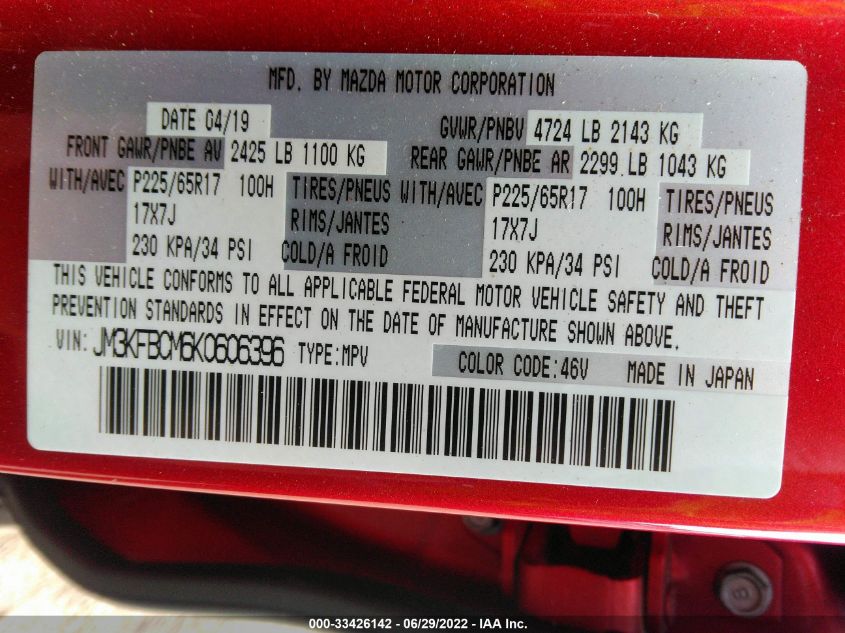 MFD. BY MAZDA MOTOR CORPORATION
DATE 04/19 GVWR/PNBV 4724 LB 2143 KG
FRONT GAWR/PNBE AV 2425 LB 1100 KG REAR GAWR/PNBE AR 2299 LB 1043 KG
WITH/AVEC P225/65R17 100H TIRES/PNEUS WITH/AVEC P225/65R17 100H TIRES/PNEUS
17X7J RIMS/JANTES 17X7J RIMS/JANTES
230 KPA/34 PSI COLD/A FROID 230 KPA/34 PSI COLD/A FROID
THIS VEHICLE CONFORMS TO ALL APPLICABLE FEDERAL MOTOR VEHICLE SAFETY AND THEFT
PREVENTION STANDARDS IN EFFECT ON THE DATE OF MANUFACTURE SHOWN ABOVE.
VIN: JM3KFBCM6K0606396 TYPE:MPV COLOR CODE:46V MADE IN JAPAN
000-33426142 - 06/29/2022 - IAA Inc.